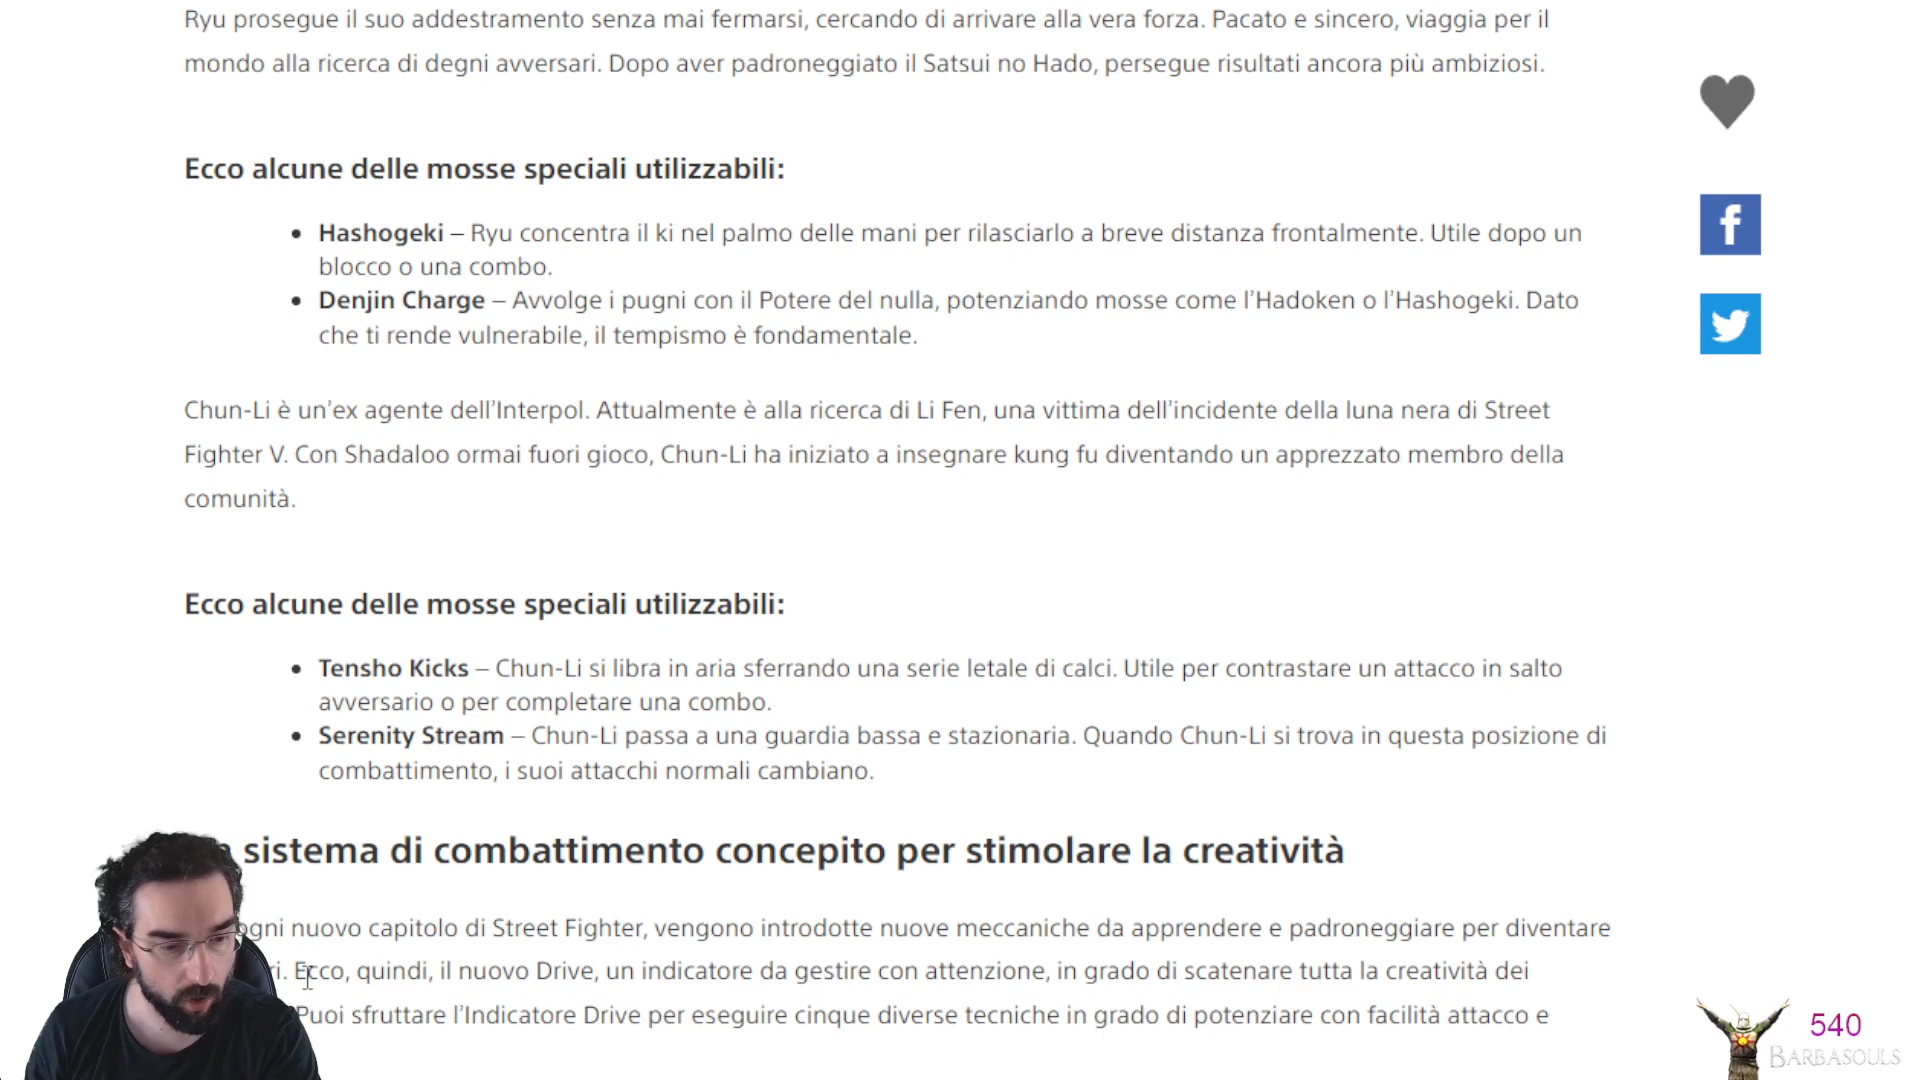 Ryu prosegue il suo addestramento senza mai fermarsi, cercando di arrivare alla vera forza. Pacato e sincero, viaggia per il
mondo alla ricerca di degni avversari. Dopo aver padroneggiato il Satsui no Hado, persegue risultati ancora più ambiziosi.
Ecco alcune delle mosse speciali utilizzabili:
• Hashogeki – Ryu concentra il ki nel palmo delle mani per rilasciarlo a breve distanza frontalmente. Utile dopo un
blocco o una combo.
• Denjin Charge – Avvolge i pugni con il Potere del nulla, potenziando mosse come l’Hadoken o l’Hashogeki. Dato
che ti rende vulnerabile, il tempismo è fondamentale.
Chun-Li è un’ex agente dell’Interpol. Attualmente è alla ricerca di Li Fen, una vittima dell’incidente della luna nera di Street
Fighter V. Con Shadaloo ormai fuori gioco, Chun-Li ha iniziato a insegnare kung fu diventando un apprezzato membro della
comunità.
Ecco alcune delle mosse speciali utilizzabili:
• Tensho Kicks – Chun-Li si libra in aria sferrando una serie letale di calci. Utile per contrastare un attacco in salto
avversario o per completare una combo.
• Serenity Stream – Chun-Li passa a una guardia bassa e stazionaria. Quando Chun-Li si trova in questa posizione di
combattimento, i suoi attacchi normali cambiano.
sistema di combattimento concepito per stimolare la creatività
ogni nuovo capitolo di Street Fighter, vengono introdotte nuove meccaniche da apprendere e padroneggiare per diventare
Ecco, quindi, il nuovo Drive, un indicatore da gestire con attenzione, in grado di scatenare tutta la creatività dei
Puoi sfruttare l’Indicatore Drive per eseguire cinque diverse tecniche in grado di potenziare con facilità attacco e
540
BARBASOULS